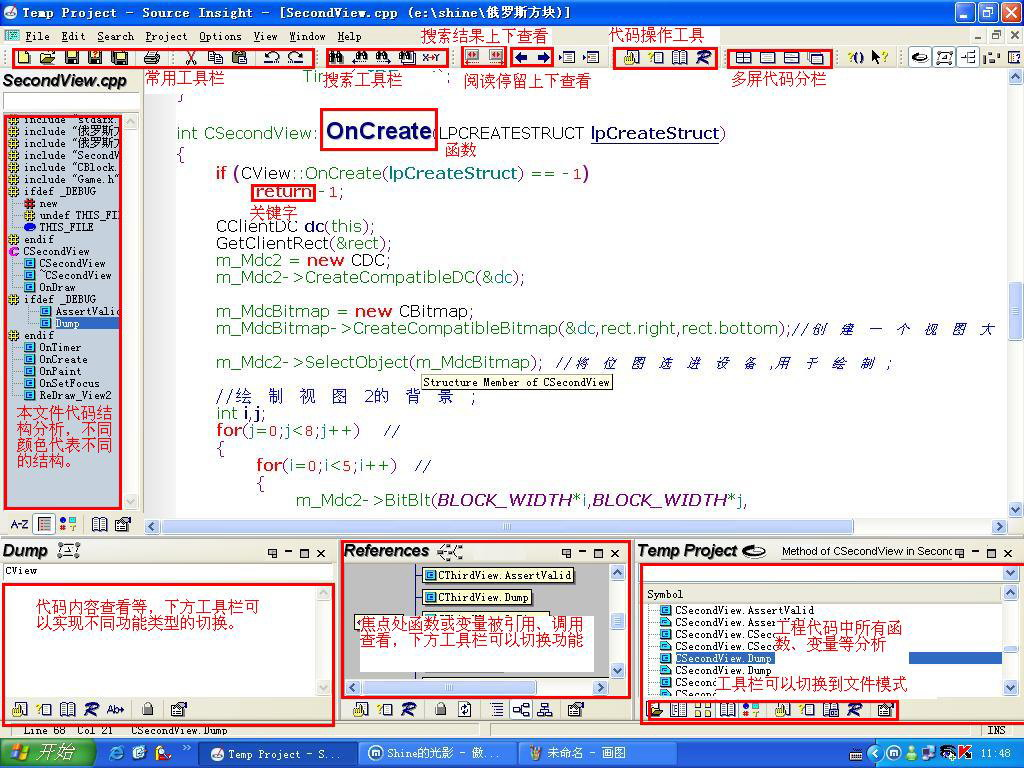 Temp Project - Source Insight - [SecondView.cpp (e:\shine\俄罗斯方块)]
File Edit Search Project Options View Window Help
搜索结果上下查看
代码操作工具
SecondView.cpp
常用工具栏
搜索工具栏
阅读停留上下查看
多屏代码分栏
include "stdafx.
include "俄罗斯方
include "俄罗斯方
include "SecondV
include "CBlock.
include "Game.h"
ifdef _DEBUG
new
undef THIS_FI
THIS_FILE
endif
CSecondView
CSecondView
~CSecondView
OnDraw
ifdef _DEBUG
AssertValid
Dump
endif
OnTimer
OnCreate
OnPaint
OnSetFocus
ReDraw_View2
本文件代码结
构分析，不同
颜色代表不同
的结构。
A-Z
}
int CSecondView::OnCreate(LPCREATESTRUCT lpCreateStruct)
函数
{
if (CView::OnCreate(lpCreateStruct) == -1)
return -1;
关键字
CClientDC dc(this);
GetClientRect(&rect);
m_Mdc2 = new CDC;
m_Mdc2->CreateCompatibleDC(&dc);
m_MdcBitmap = new CBitmap;
m_MdcBitmap->CreateCompatibleBitmap(&dc,rect.right,rect.bottom);//创 建 一 个 视 图 大
m_Mdc2->SelectObject(m_MdcBitmap); //将 位 图 选 进 设 备 ,用 于 绘 制 ;
Structure Member of CSecondView
//绘 制 视 图 2的 背 景 ;
int i,j;
for(j=0;j<8;j++) //
{
for(i=0;i<5;i++) //
{
m_Mdc2->BitBlt(BLOCK_WIDTH*i,BLOCK_WIDTH*j,
Dump
CView
代码内容查看等，下方工具栏可
以实现不同功能类型的切换。
Ab+
References
CThirdView.AssertValid
CThirdView.Dump
焦点处函数或变量被引用、调用
查看，下方工具栏可以切换功能
Temp Project
Method of CSecondView in Second
Symbol
CSecondView.AssertValid
CSecondView.Asser
CSecondView.CSec
CSecondView.CSec
CSecondView.Dump
CSecondView.Dump
工程代码中所有函
数、变量等分析
工具栏可以切换到文件模式
Line 68 Col 21 CSecondView.Dump
INS
开始
Temp Project - S...
Shine的光影 - 傲...
未命名 - 画图
11:48